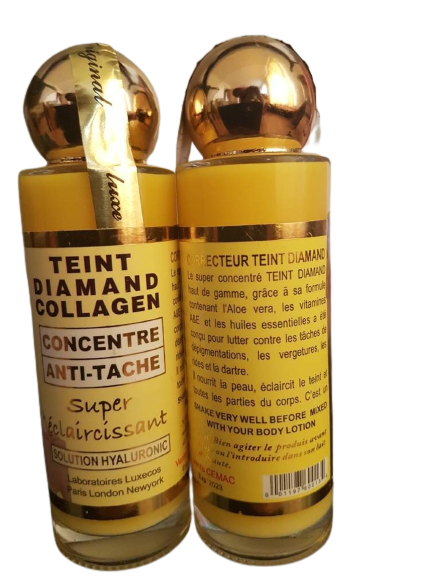 Original
luxe
TEINT
DIAMAND
COLLAGEN
CONCENTRE
ANTI-TACHE
Super
éclaircissant
SOLUTION HYALURONIC
Laboratoires Luxecos
Paris London Newyork
TEINT DIAMAND
Le super concentré TEINT DIAMAND
haut de gamme, grâce à sa formule
contenant l'Aloe vera, les vitamines
A&E et les huiles essentielles a été
conçu pour lutter contre les tâches de
dépigmentations, les vergetures, les
rides et la dartre.
Il nourrit la peau, éclaircit le teint et
toutes les parties du corps. C'est un
SHAKE VERY WELL BEFORE MIXED
WITH YOUR BODY LOTION
Bien agiter le produit avant
l'introduire dans son lait
GEMAC